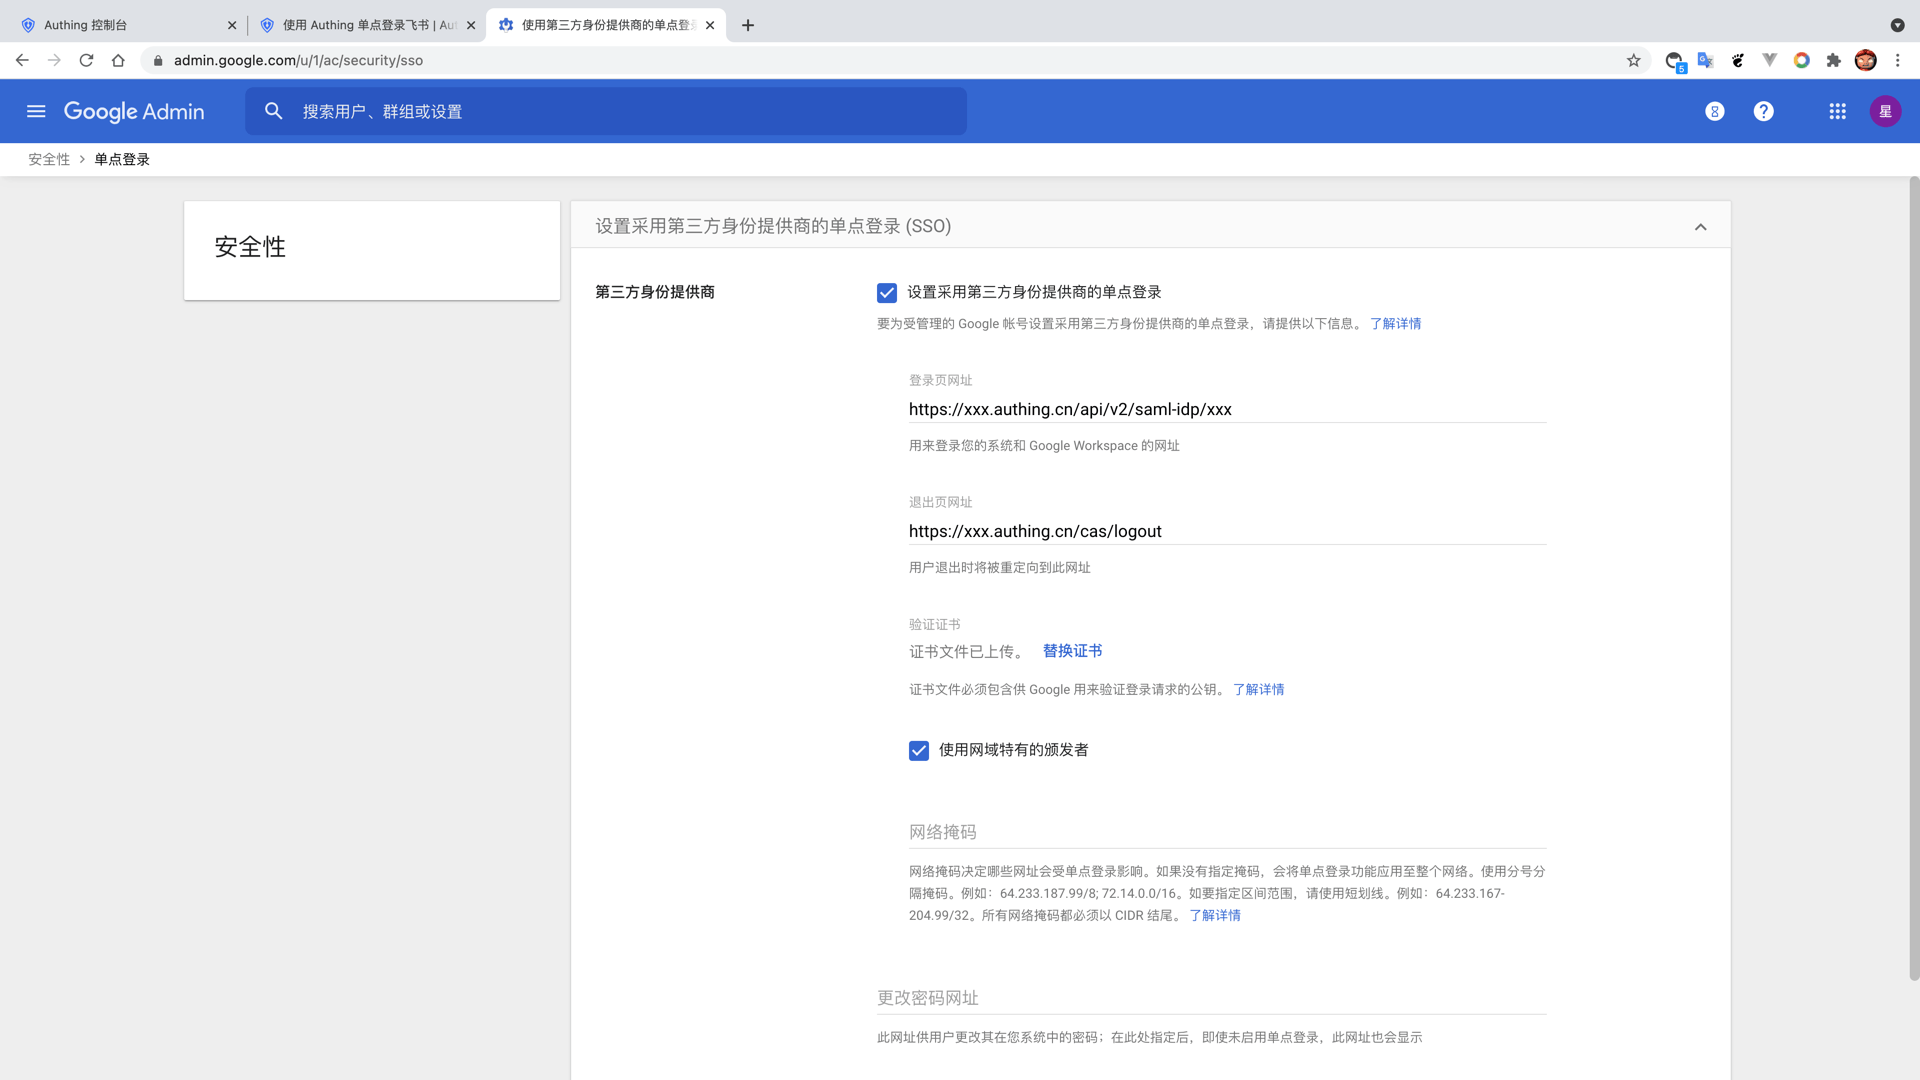 Authing 控制台
使用 Authing 单点登录飞书 | Aut
使用第三方身份提供商的单点登录
admin.google.com/u/1/ac/security/sso
5
Google Admin
搜索用户、群组或设置
星
安全性 > 单点登录
安全性
设置采用第三方身份提供商的单点登录 (SSO)
第三方身份提供商
设置采用第三方身份提供商的单点登录
要为受管理的 Google 帐号设置采用第三方身份提供商的单点登录，请提供以下信息。 了解详情
登录页网址
https://xxx.authing.cn/api/v2/saml-idp/xxx
用来登录您的系统和 Google Workspace 的网址
退出页网址
https://xxx.authing.cn/cas/logout
用户退出时将被重定向到此网址
验证证书
证书文件已上传。 替换证书
证书文件必须包含供 Google 用来验证登录请求的公钥。 了解详情
使用网域特有的颁发者
网络掩码
网络掩码决定哪些网址会受单点登录影响。如果没有指定掩码，会将单点登录功能应用至整个网络。使用分号分
隔掩码。例如：64.233.187.99/8; 72.14.0.0/16。如要指定区间范围，请使用短划线。例如：64.233.167-
204.99/32。所有网络掩码都必须以 CIDR 结尾。 了解详情
更改密码网址
此网址供用户更改其在您系统中的密码；在此处指定后，即使未启用单点登录，此网址也会显示